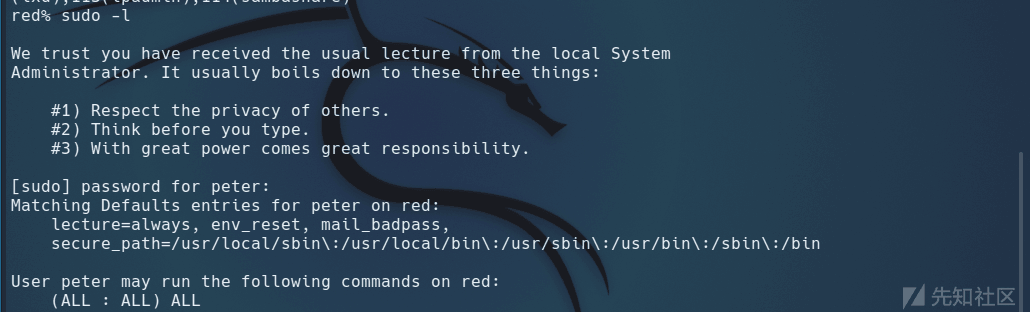 red% sudo -l
We trust you have received the usual lecture from the local System
Administrator. It usually boils down to these three things:
#1) Respect the privacy of others.
#2) Think before you type.
#3) With great power comes great responsibility.
[sudo] password for peter:
Matching Defaults entries for peter on red:
lecture=always, env_reset, mail_badpass,
secure_path=/usr/local/sbin\:/usr/local/bin\:/usr/sbin\:/usr/bin\:/sbin\:/bin
User peter may run the following commands on red:
(ALL : ALL) ALL
先知社区